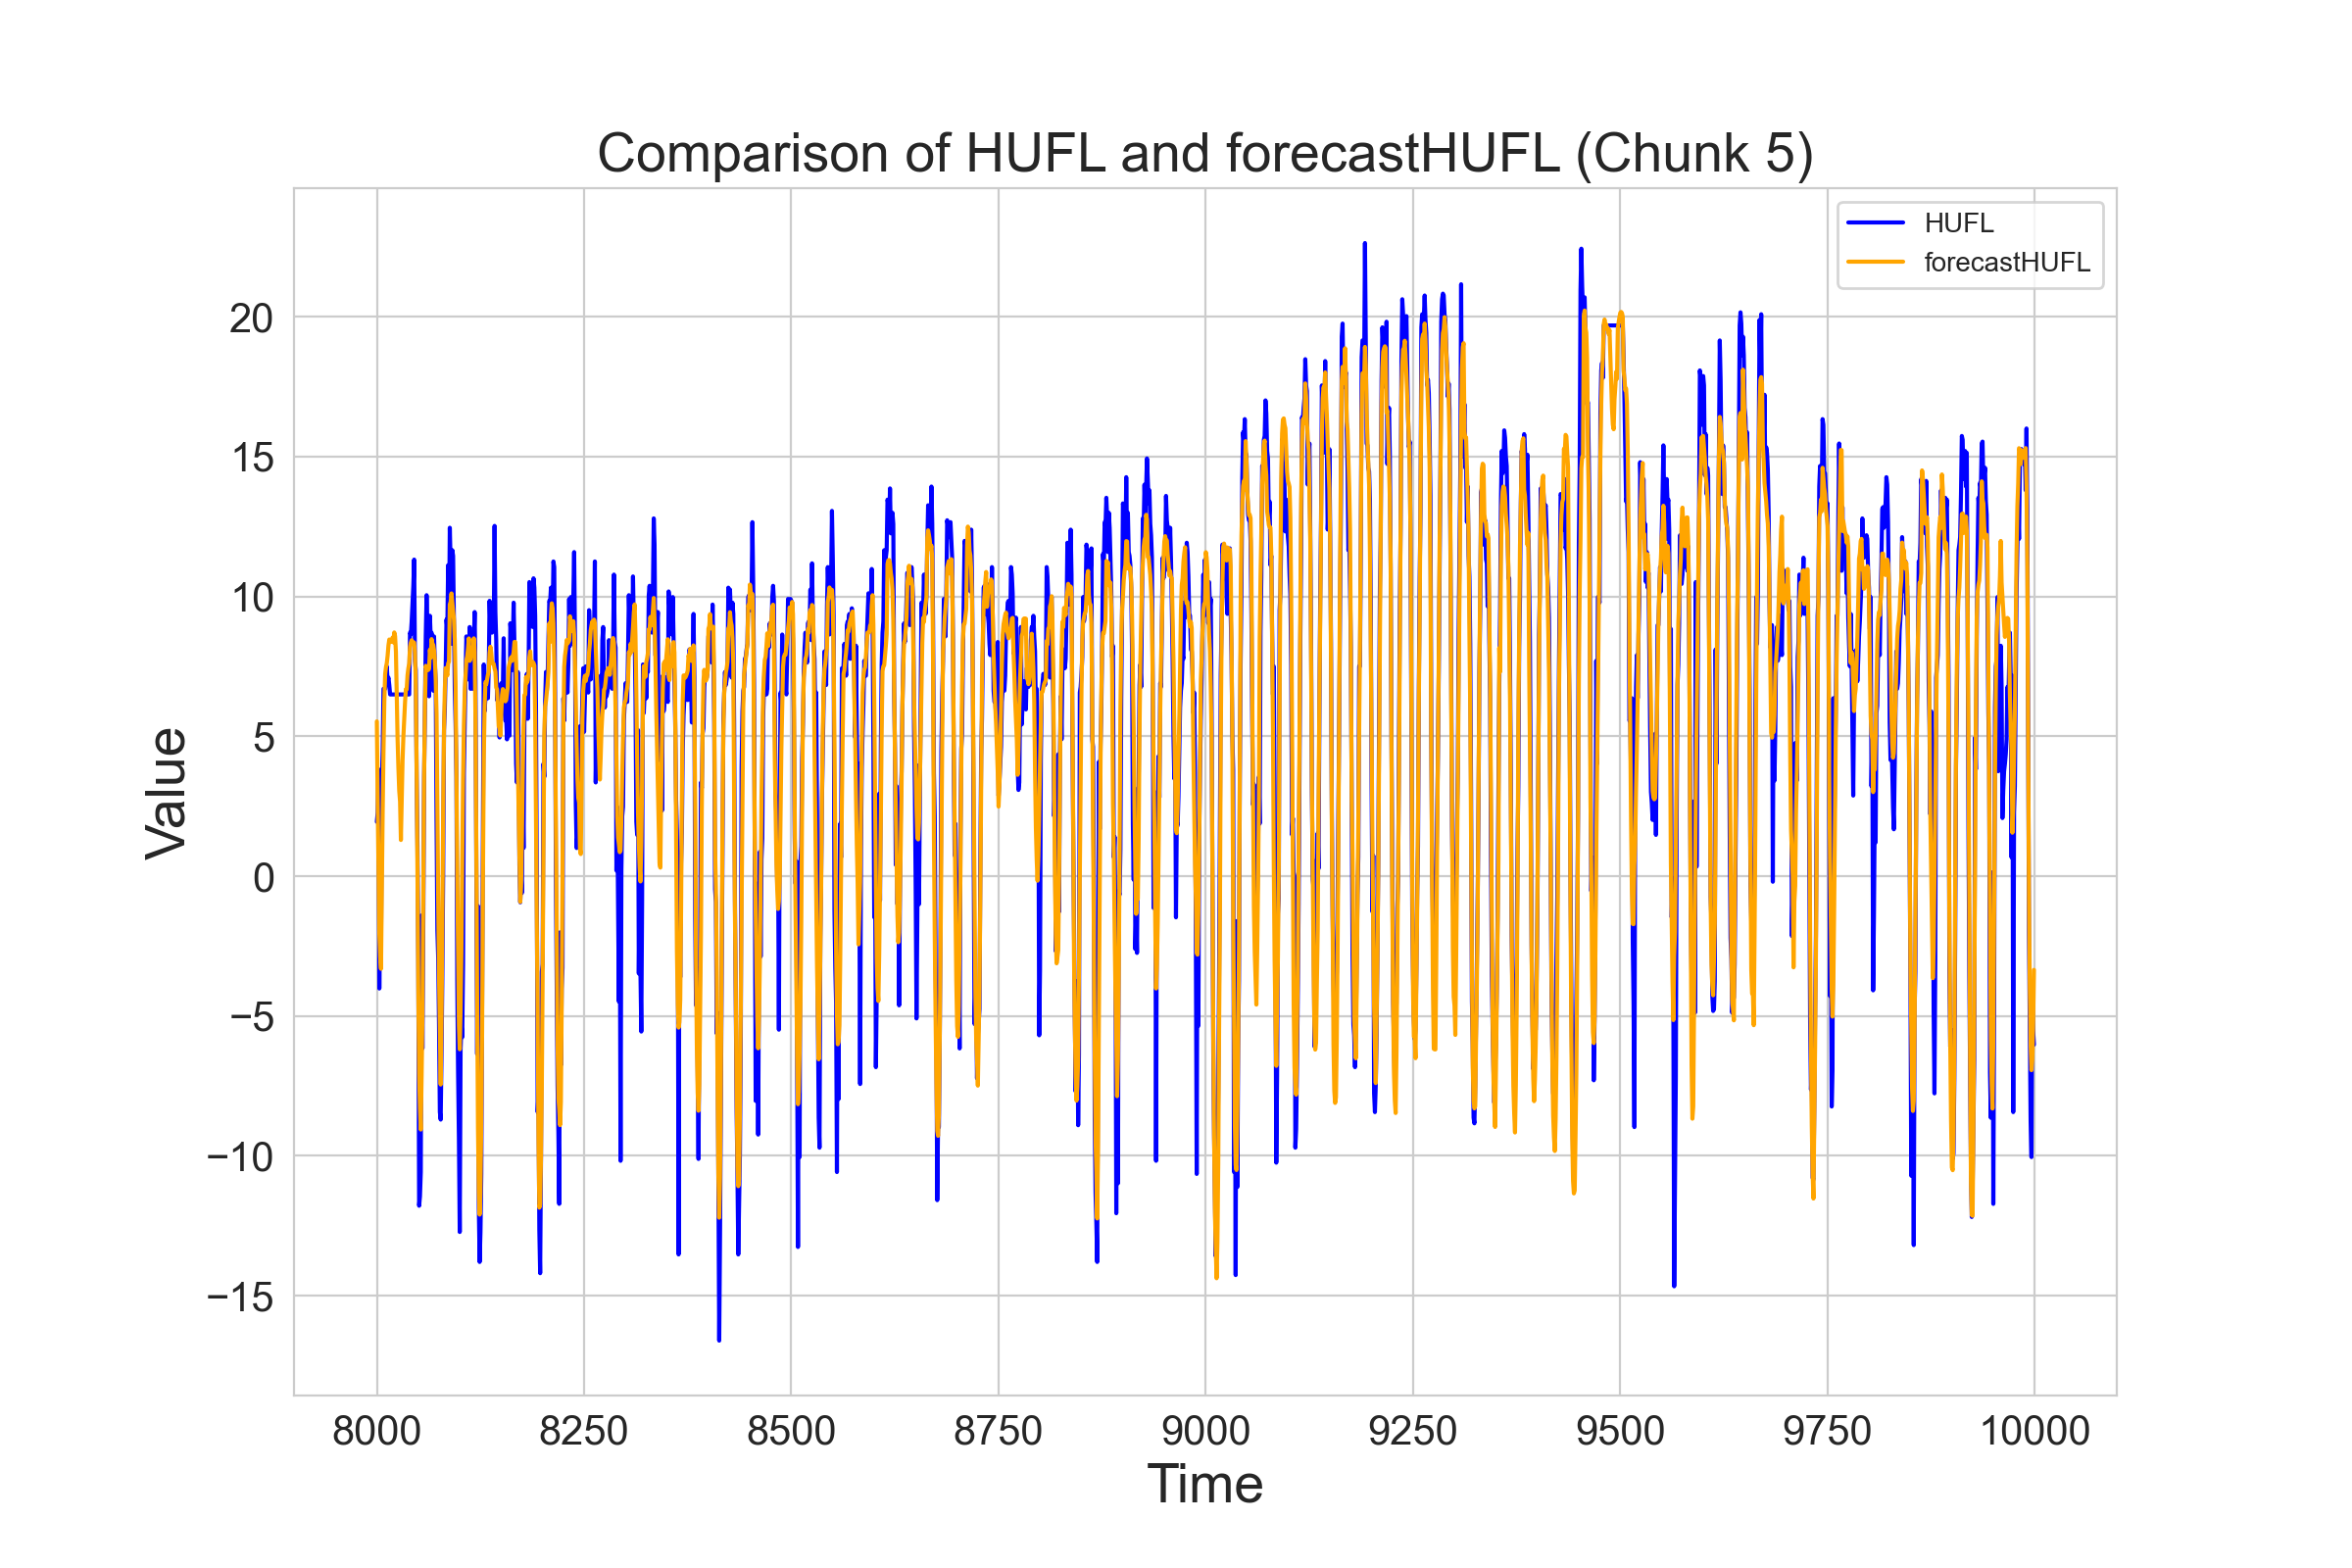 Comparison of HUFL and forecastHUFL (Chunk 5)
HUFL
forecastHUFL
20
15
10
5
0
−5
−10
−15
Value
8000 8250 8500 8750 9000 9250 9500 9750 10000
Time